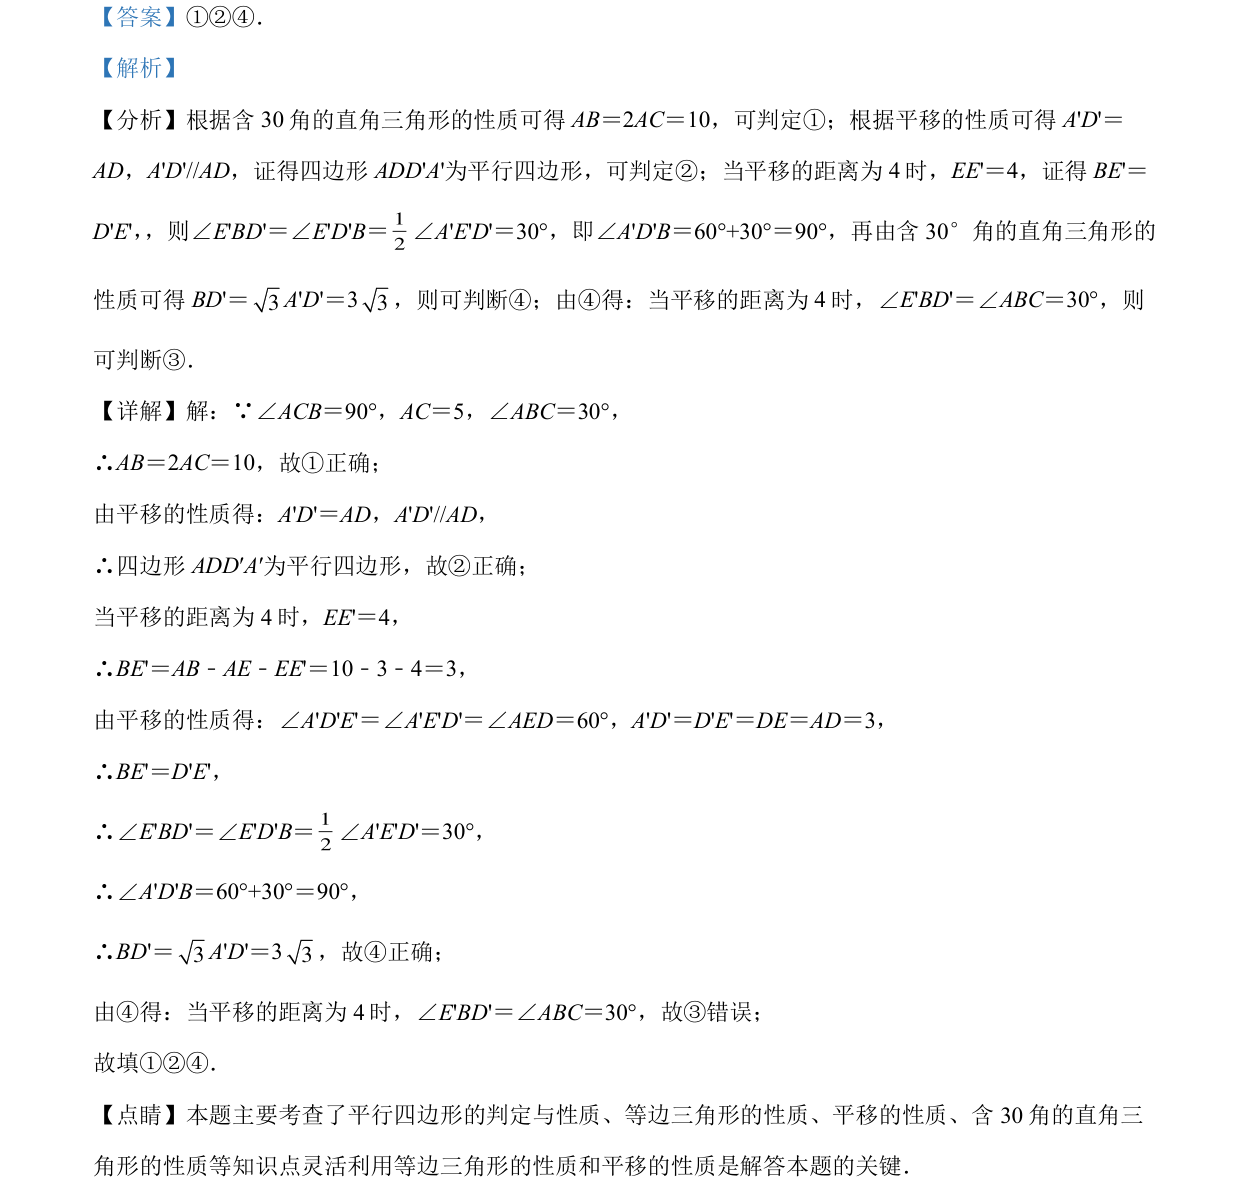 【答案】①②④.
【解析】
【分析】根据含 30 角的直角三角形的性质可得 AB＝2AC＝10，可判定①；根据平移的性质可得 A'D'＝
AD，A'D'//AD，证得四边形 ADD'A'为平行四边形，可判定②；当平移的距离为 4 时，EE'＝4，证得 BE'＝
D'E'，，则∠E'BD'＝∠E'D'B＝\frac{1}{2}∠A'E'D'＝30°，即∠A'D'B＝60°+30°＝90°，再由含 30°角的直角三角形的
性质可得 BD'＝√3A'D'＝3√3，则可判断④；由④得：当平移的距离为 4 时，∠E'BD'＝∠ABC＝30°，则
可判断③.
【详解】解：∵∠ACB＝90°，AC＝5，∠ABC＝30°，
∴AB＝2AC＝10，故①正确；
由平移的性质得：A'D'＝AD，A'D'//AD，
∴四边形 ADD′A′为平行四边形，故②正确；
当平移的距离为 4 时，EE'＝4，
∴BE'＝AB﹣AE﹣EE'＝10﹣3﹣4＝3，
由平移的性质得：∠A'D'E'＝∠A'E'D'＝∠AED＝60°，A'D'＝D'E'＝DE＝AD＝3，
∴BE'＝D'E'，
∴∠E'BD'＝∠E'D'B＝\frac{1}{2}∠A'E'D'＝30°，
∴∠A'D'B＝60°+30°＝90°，
∴BD'＝√3A'D'＝3√3，故④正确；
由④得：当平移的距离为 4 时，∠E'BD'＝∠ABC＝30°，故③错误；
故填①②④.
【点睛】本题主要考查了平行四边形的判定与性质、等边三角形的性质、平移的性质、含 30 角的直角三
角形的性质等知识点灵活利用等边三角形的性质和平移的性质是解答本题的关键.